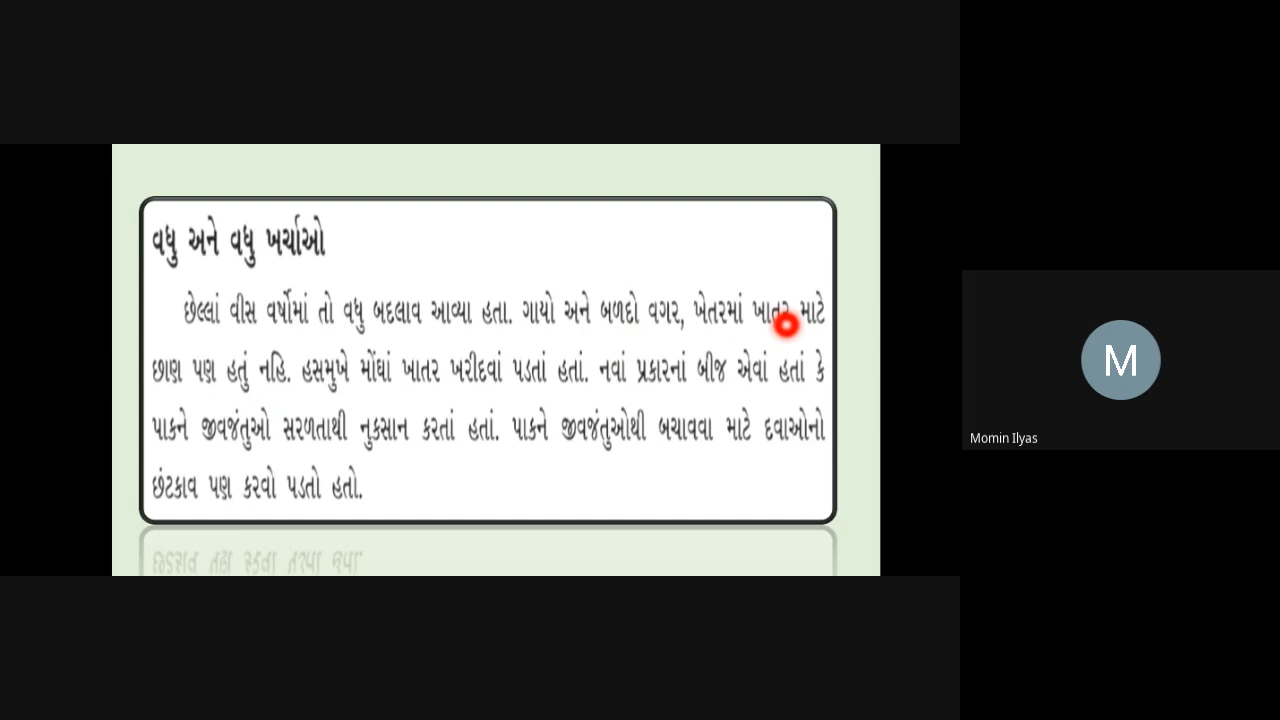 વધુ અને વધુ ખર્ચાઓ
છેલ્લાં વીસ વર્ષોમાં તો વધુ બદલાવ આવ્યા હતા. ગાયો અને બળદો વગર, ખેતરમાં ખાતર માટે
છાણ પણ હતું નહિ. હસમુખે મોંઘાં ખાતર ખરીદવાં પડતાં હતાં. નવાં પ્રકારનાં બીજ એવાં હતાં કે
પાકને જીવજંતુઓ સરળતાથી નુકસાન કરતાં હતાં. પાકને જીવજંતુઓથી બચાવવા માટે દવાઓનો
છંટકાવ પણ કરવો પડતો હતો.
M
Momin Ilyas